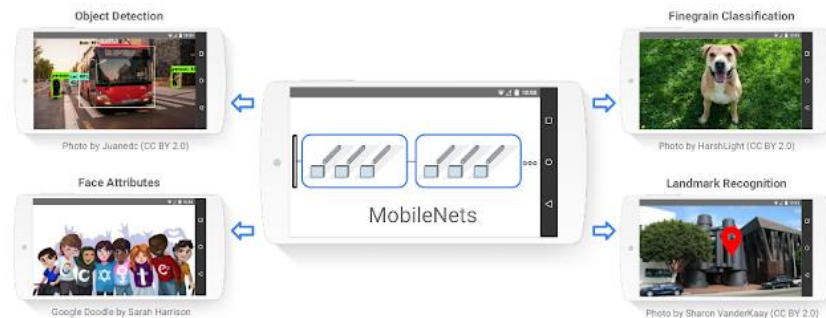 Object Detection
Photo by Juanedc (CC BY 2.0)
Face Attributes
Google Doodle by Sarah Harrison
MobileNets
Finegrain Classification
Photo by HarshLight (CC BY 2.0)
Landmark Recognition
Photo by Sharon VanderKaay (CC BY 2.0)